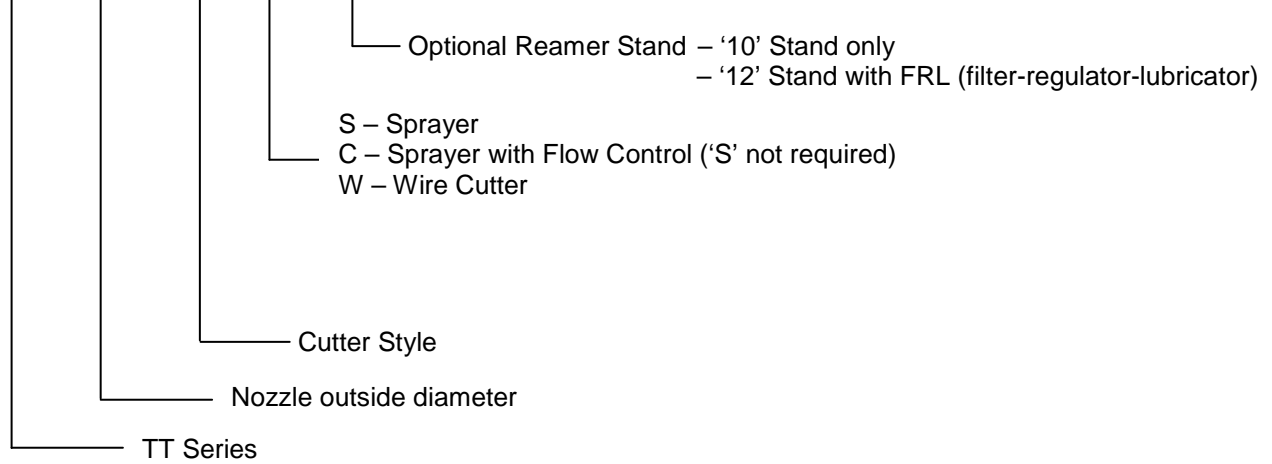 Optional Reamer Stand – ‘10’ Stand only
– ‘12’ Stand with FRL (filter-regulator-lubricator)
S – Sprayer
C – Sprayer with Flow Control (‘S’ not required)
W – Wire Cutter
Cutter Style
Nozzle outside diameter
TT Series